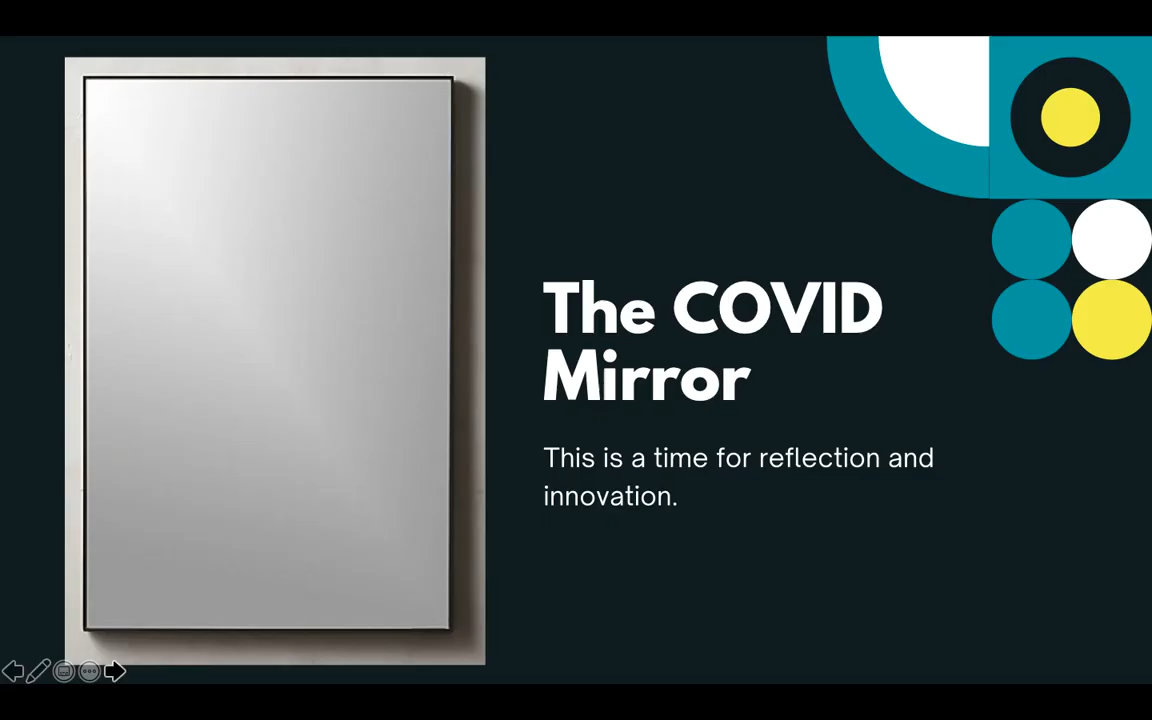 The COVID
Mirror
This is a time for reflection and
innovation.